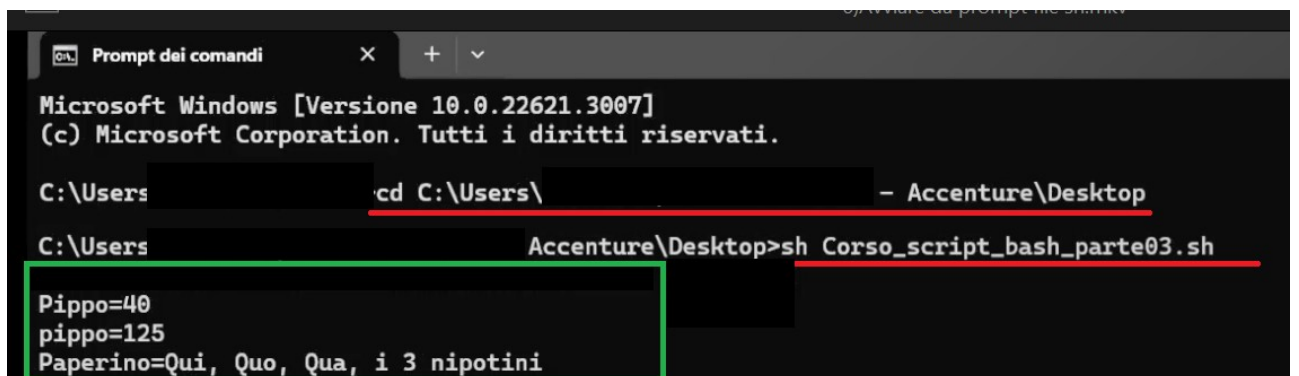 Prompt dei comandi
Microsoft Windows [Versione 10.0.22621.3007]
(c) Microsoft Corporation. Tutti i diritti riservati.
C:\Users cd C:\Users\ - Accenture\Desktop
C:\Users Accenture\Desktop>sh Corso_script_bash_parte03.sh
Pippo=40
pippo=125
Paperino=Qui, Quo, Qua, i 3 nipotini